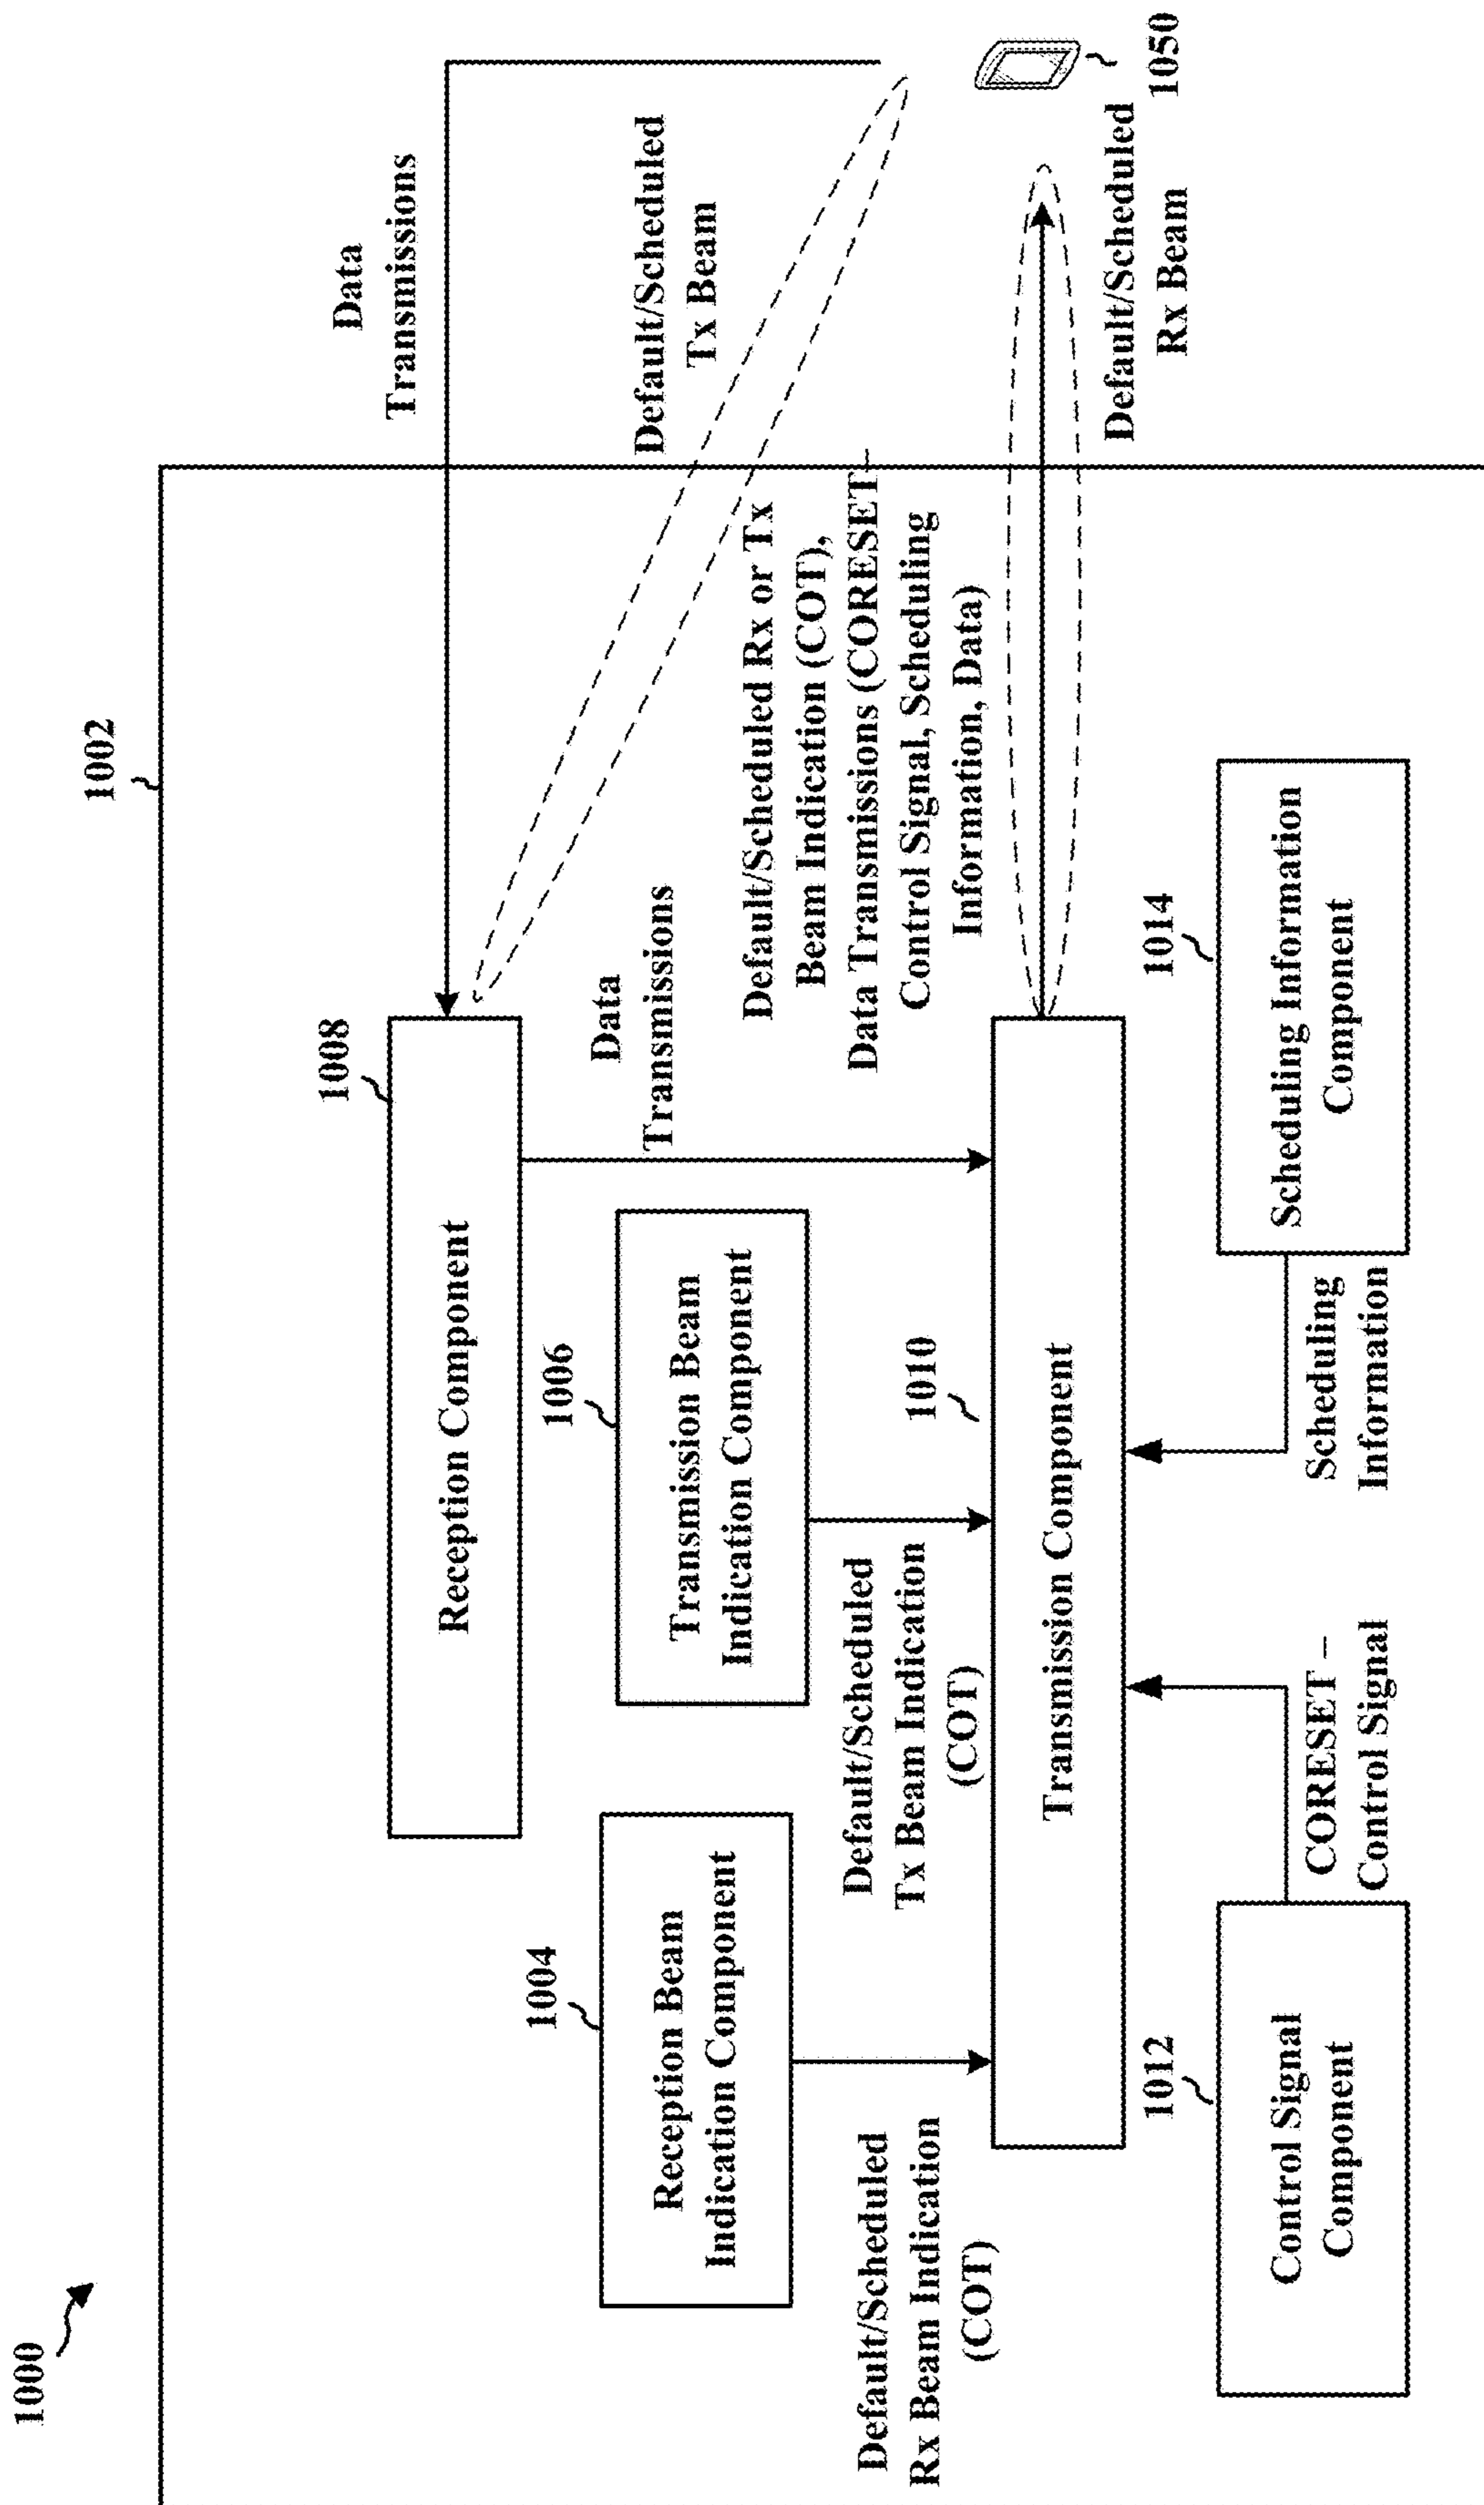 1000
1002
Data
Transmissions
1008
Reception Component
Default/Scheduled
Tx Beam
1004
Reception Beam
Indication Component
1006
Transmission Beam
Indication Component
Data
Transmissions
Default/Scheduled Rx or Tx
Beam Indication (COT),
Data Transmissions (CORESET –
Control Signal, Scheduling
Information, Data)
1050
Default/Scheduled
Rx Beam Indication
(COT)
Default/Scheduled
Tx Beam Indication
(COT)
1010
Transmission Component
Default/Scheduled
Rx Beam
1012
Control Signal
Component
CORESET –
Control Signal
Scheduling
Information
1014
Scheduling Information
Component